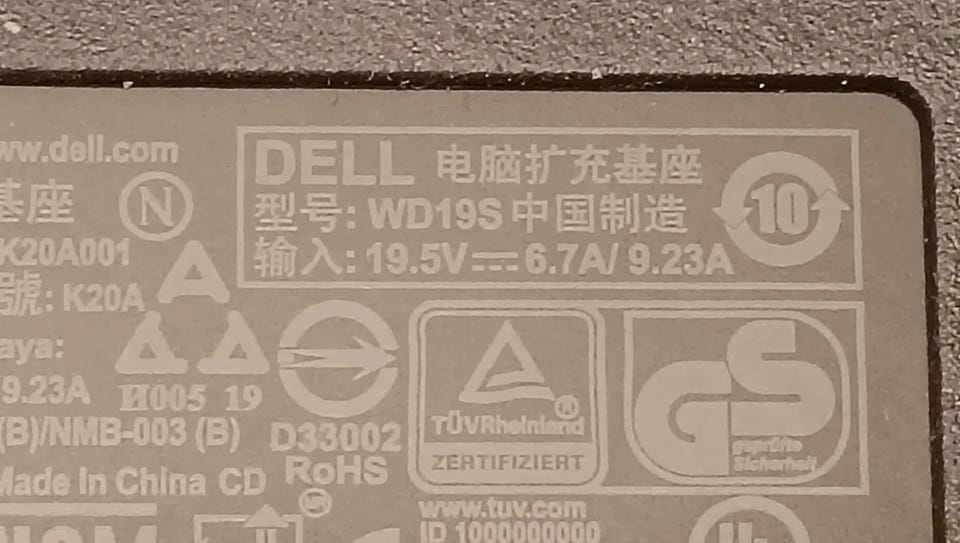 www.dell.com
DELL 电脑扩充基座
基座
N
型号: WD19S 中国制造
10
K20A001
输入: 19.5V⎓6.7A/ 9.23A
號: K20A
aya:
9.23A
И005 19
(B)/NMB-003 (B)
D33002
RoHS
TÜVRheinland
ZERTIFIZIERT
GS
geprüfte
Sicherheit
Made In China CD
www.tuv.com
ID 1000000000